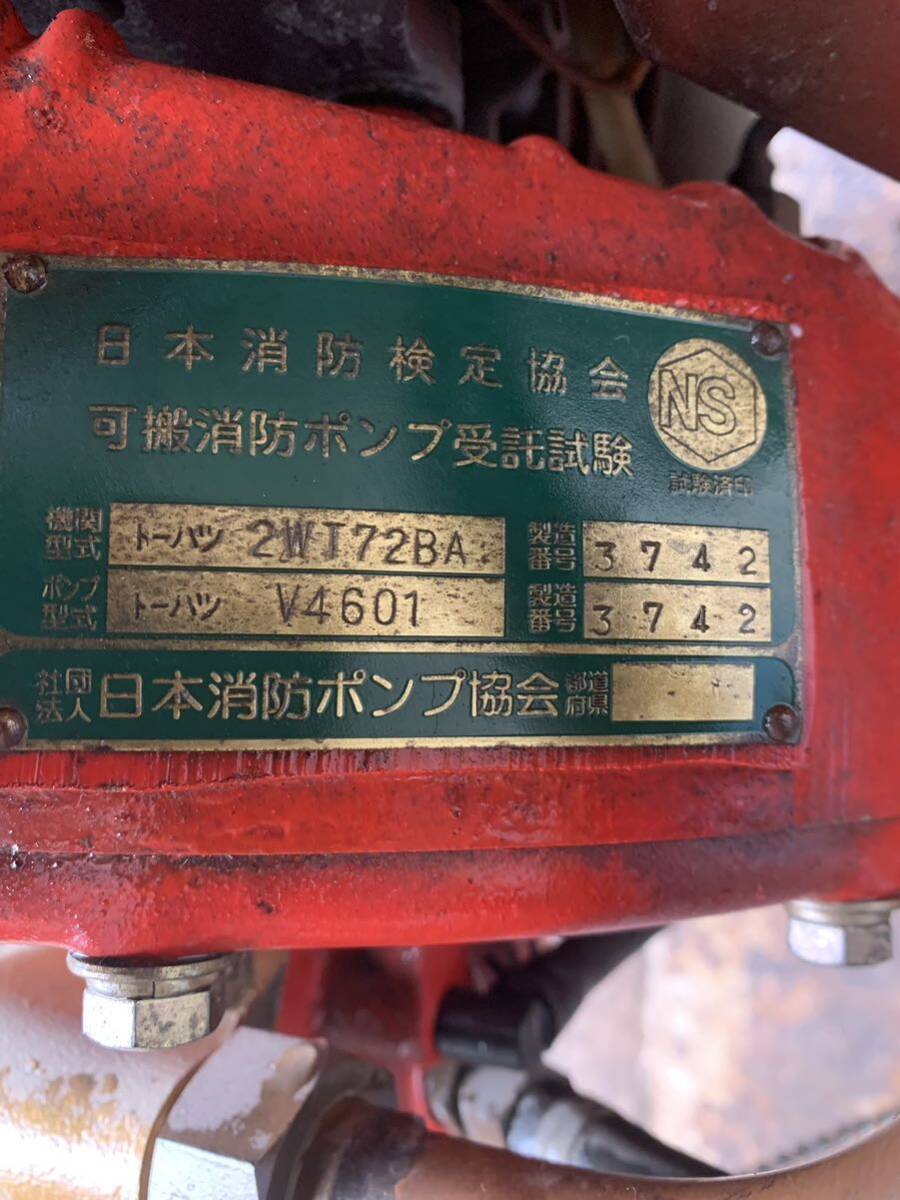 日本消防検定協会
NS
可搬消防ポンプ受託試験
試験済印
機関型式 トーハツ 2WT72BA 製造番号 3742
ポンプ型式 トーハツ V4601 製造番号 3742
社団法人 日本消防ポンプ協会 都道府県